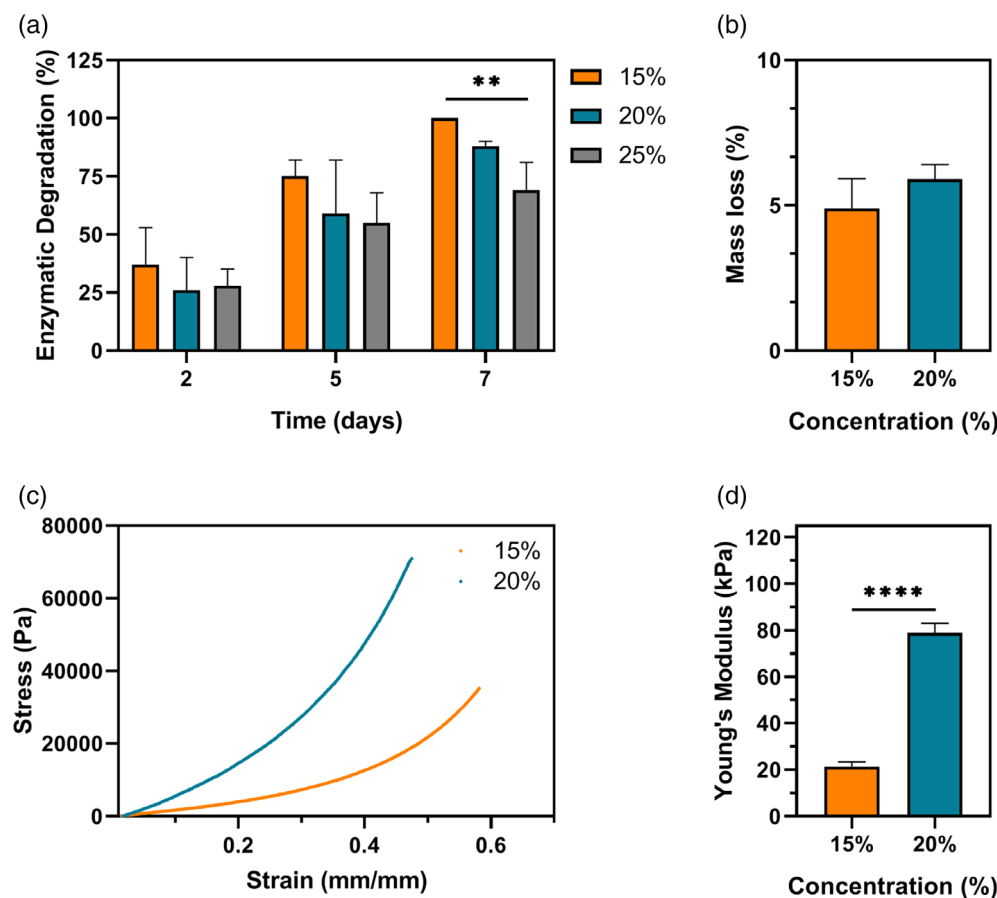 (a)
Enzymatic Degradation (%)
125
100
75
50
25
0
**
15%
20%
25%
2 5 7
Time (days)
(b)
Mass loss (%)
10
5
0
15% 20%
Concentration (%)
(c)
Stress (Pa)
80000
60000
40000
20000
0
15%
20%
0.2 0.4 0.6
Strain (mm/mm)
(d)
Young's Modulus (kPa)
120
100
80
60
40
20
0
****
15% 20%
Concentration (%)